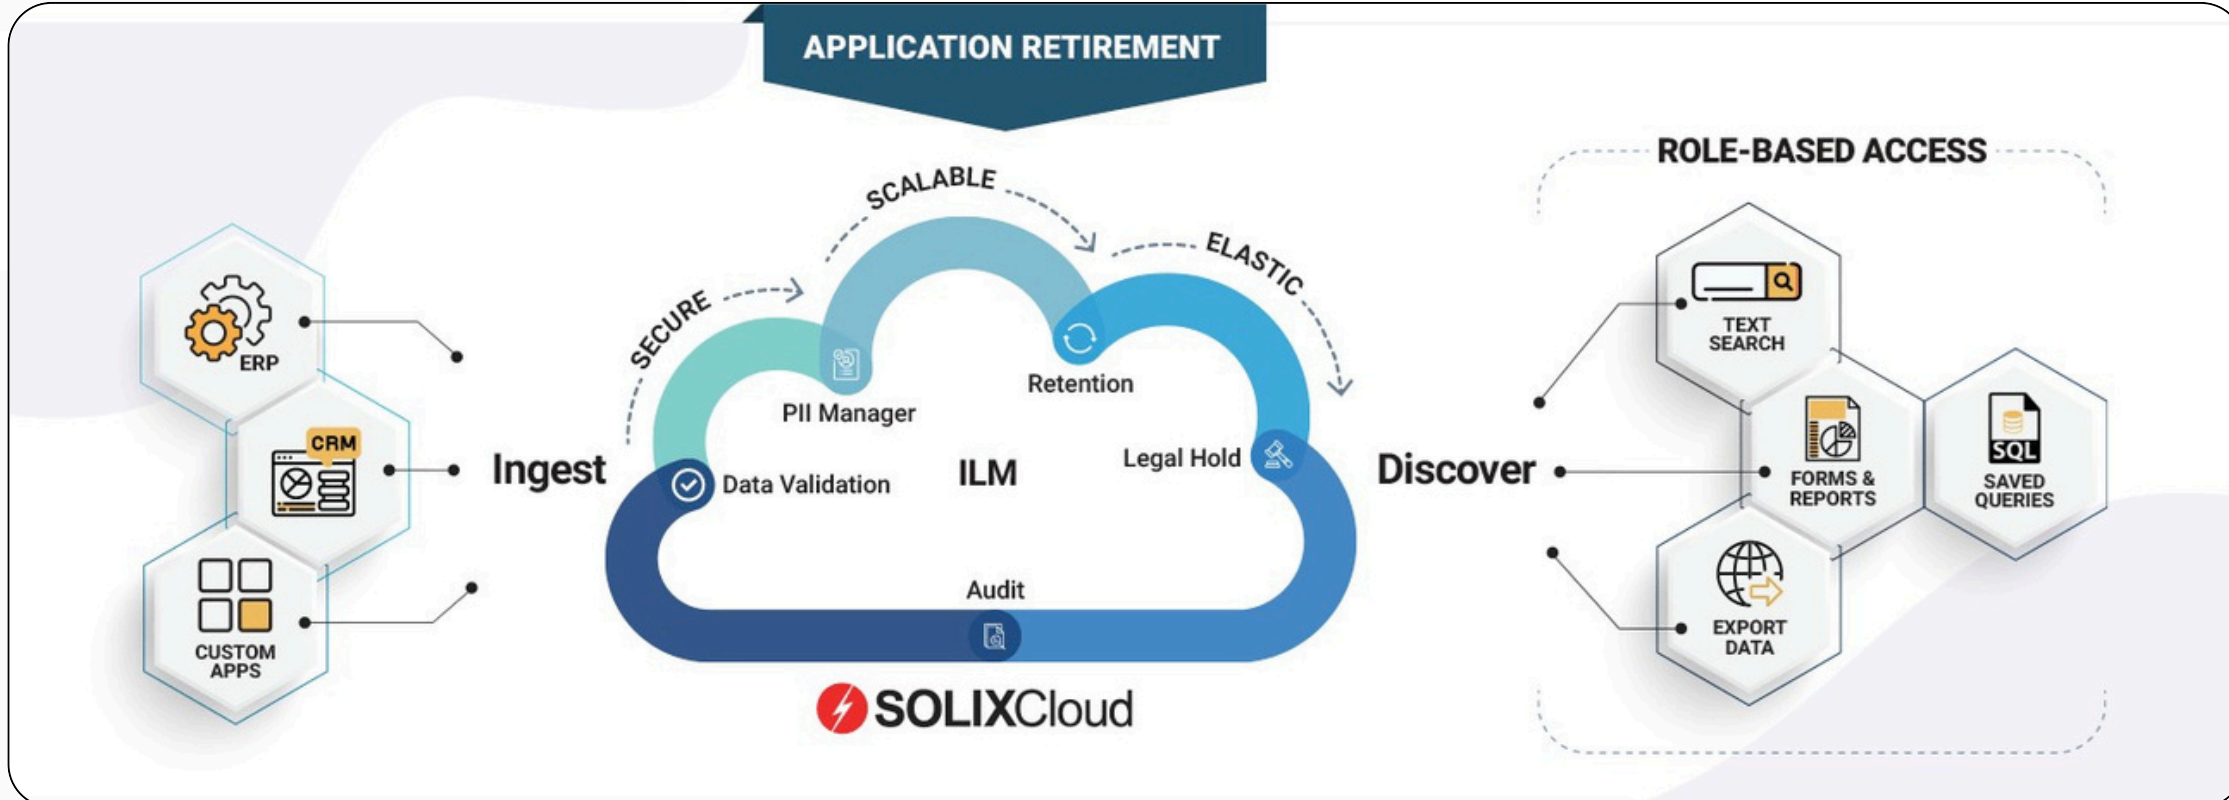 APPLICATION RETIREMENT
ROLE-BASED ACCESS
SCALABLE
ELASTIC
SECURE
ERP
CRM
CUSTOM
APPS
Ingest
PII Manager
Retention
Data Validation
ILM
Legal Hold
Audit
Discover
TEXT
SEARCH
FORMS &
REPORTS
SQL
SAVED
QUERIES
EXPORT
DATA
SOLIXCloud